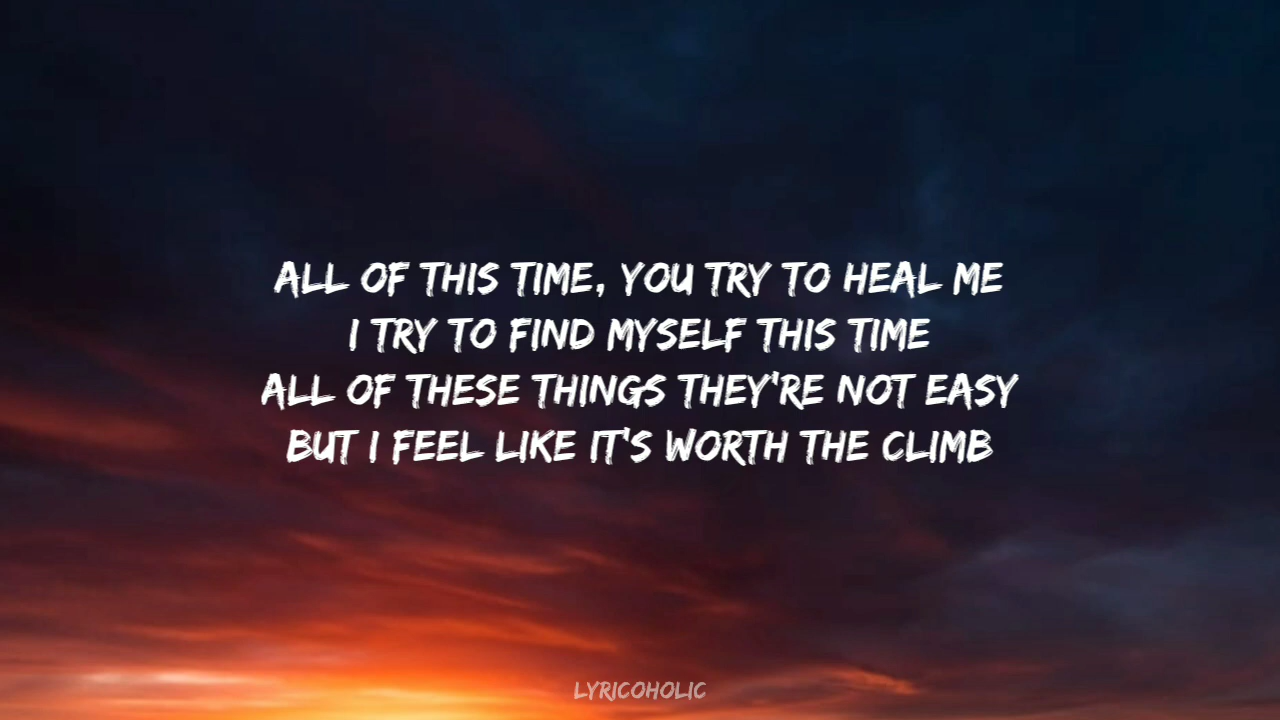 ALL OF THIS TIME, YOU TRY TO HEAL ME
I TRY TO FIND MYSELF THIS TIME
ALL OF THESE THINGS THEY'RE NOT EASY
BUT I FEEL LIKE IT'S WORTH THE CLIMB
LYRICOHOLIC